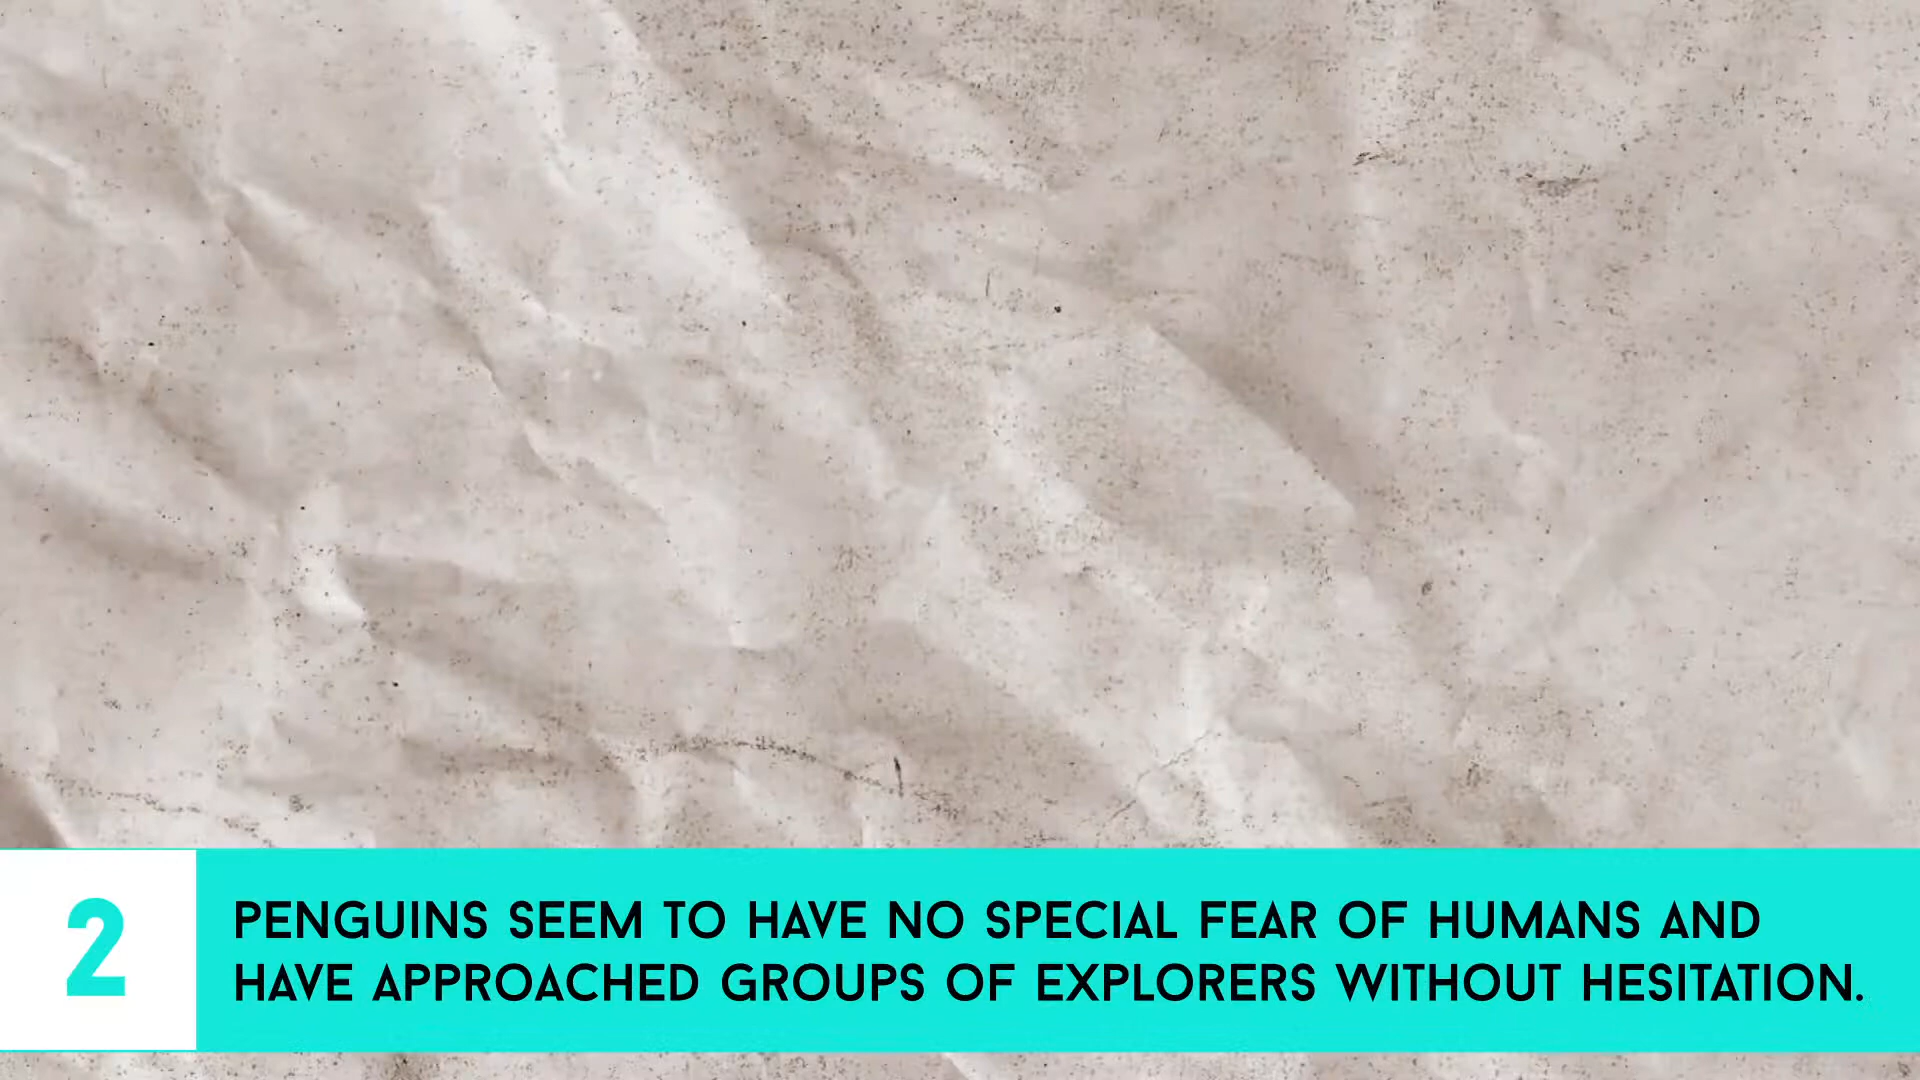 2
PENGUINS SEEM TO HAVE NO SPECIAL FEAR OF HUMANS AND
HAVE APPROACHED GROUPS OF EXPLORERS WITHOUT HESITATION.